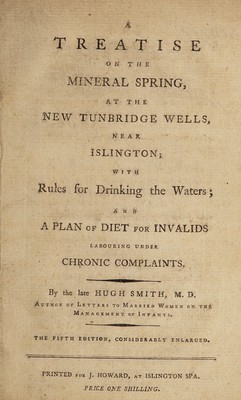 A
TREATISE
ON THE
MINERAL SPRING,
AT THE
NEW TUNBRIDGE WELLS,
NEAR
ISLINGTON;
WITH
Rules for Drinking the Waters;
AND
A PLAN OF DIET FOR INVALIDS
LABOURING UNDER
CHRONIC COMPLAINTS.
By the late HUGH SMITH, M. D.
AUTHOR OF LETTERS TO MARRIED WOMEN ON THE
MANAGEMENT OF INFANTS.
THE FIFTH EDITION, CONSIDERABLY ENLARGED.
PRINTED FOR J. HOWARD, AT ISLINGTON SPA.
PRICE ONE SHILLING.